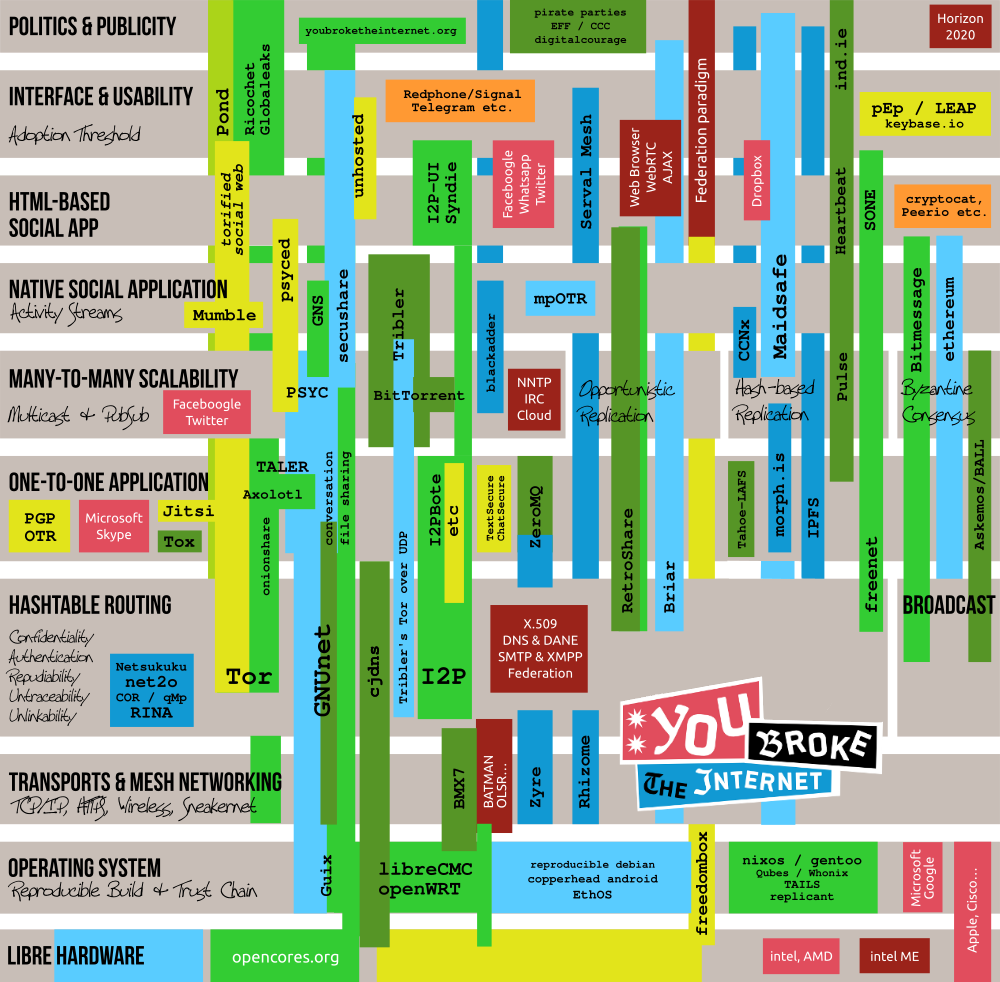 POLITICS & PUBLICITY
youbroketheinternet.org
pirate parties
EFF / CCC
digitalcourage
Horizon
2020
INTERFACE & USABILITY
Adoption Threshold
Pond
Ricochet
Globaleaks
unhosted
Redphone/Signal
Telegram etc.
Serval Mesh
Web Browser
WebRTC
AJAX
Federation paradigm
Dropbox
ind.ie
pEp / LEAP
keybase.io
HTML-BASED
SOCIAL APP
torified
social web
I2P-UI
Syndie
Faceboogle
Whatsapp
Twitter
Heartbeat
SONE
cryptocat,
Peerio etc.
NATIVE SOCIAL APPLICATION
Activity Streams
Mumble
psyced
GNS
secushare
Tribler
blackadder
mpOTR
CCNx
Maidsafe
Bitmessage
ethereum
MANY-TO-MANY SCALABILITY
Multicast & PubSub
Faceboogle
Twitter
PSYC
BitTorrent
NNTP
IRC
Cloud
Opportunistic
Replication
Hash-based
Replication
Pulse
Byzantine
Consensus
ONE-TO-ONE APPLICATION
PGP
OTR
Microsoft
Skype
Jitsi
Tox
TALER
Axolotl
onionshare
conversation
file sharing
I2PBote
etc
TextSecure
ChatSecure
ZeroMQ
Tahoe-LAFS
morph.is
IPFS
Askemos/BALL
HASHTABLE ROUTING
Confidentiality
Authentication
Repudiability
Untraceability
Unlinkability
Netsukuku
net2o
COR / qMp
RINA
Tor
GNUnet
cjdns
Tribler's Tor over UDP
I2P
X.509
DNS & DANE
SMTP & XMPP
Federation
RetroShare
Briar
freenet
BROADCAST
YOU
BROKE
THE INTERNET
TRANSPORTS & MESH NETWORKING
TCP/IP, HTTPS, Wireless, Sneakernet
BMX7
BATMAN
OLSR...
Zyre
Rhizome
OPERATING SYSTEM
Reproducible Build & Trust Chain
Guix
libreCMC
openWRT
reproducible debian
copperhead android
EthOS
freedombox
nixos / gentoo
Qubes / Whonix
TAILS
replicant
Microsoft
Google
Apple, Cisco...
LIBRE HARDWARE
opencores.org
intel, AMD
intel ME